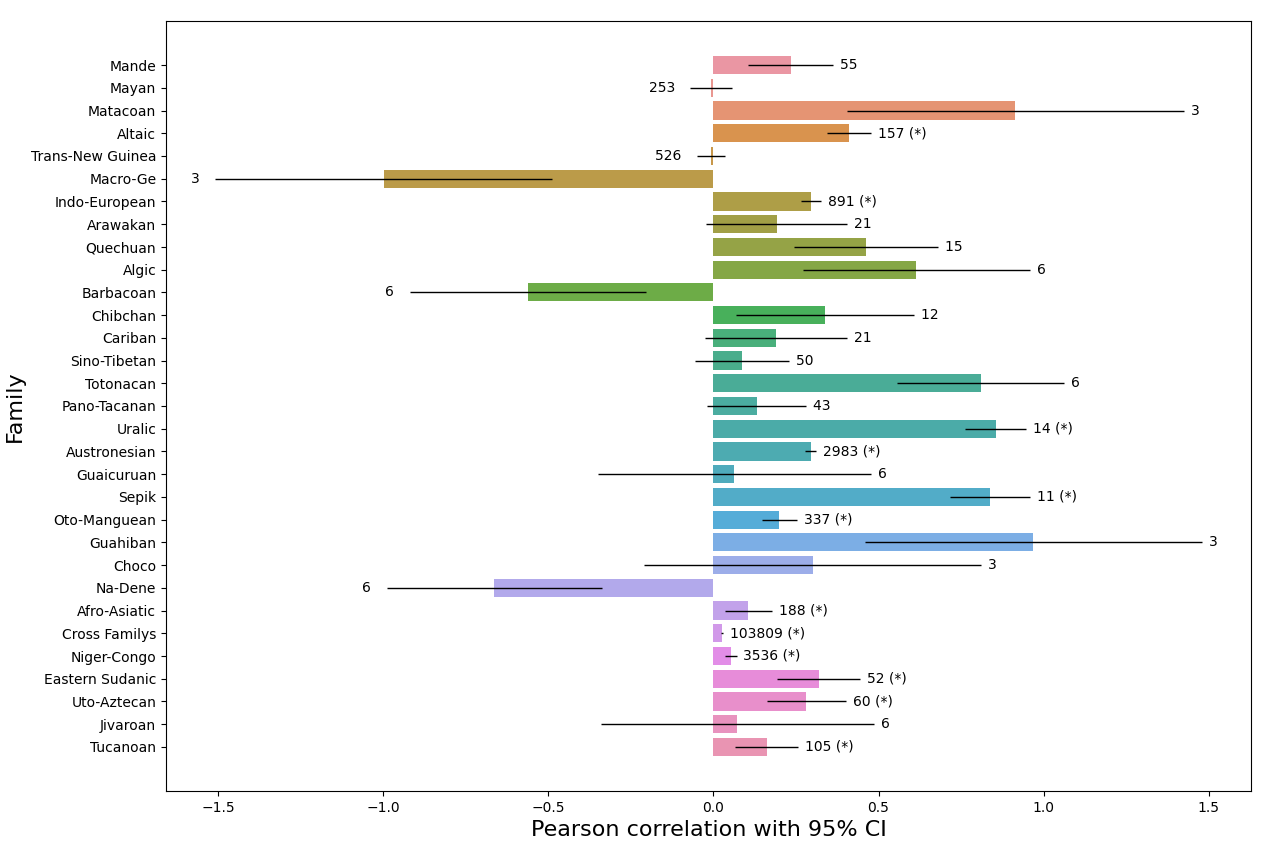 Family
Mande 55
Mayan 253
Matacoan 3
Altaic 157 (*)
Trans-New Guinea 526
Macro-Ge 3
Indo-European 891 (*)
Arawakan 21
Quechuan 15
Algic 6
Barbacoan 6
Chibchan 12
Cariban 21
Sino-Tibetan 50
Totonacan 6
Pano-Tacanan 43
Uralic 14 (*)
Austronesian 2983 (*)
Guaicuruan 6
Sepik 11 (*)
Oto-Manguean 337 (*)
Guahiban 3
Choco 3
Na-Dene 6
Afro-Asiatic 188 (*)
Cross Familys 103809 (*)
Niger-Congo 3536 (*)
Eastern Sudanic 52 (*)
Uto-Aztecan 60 (*)
Jivaroan 6
Tucanoan 105 (*)
−1.5 −1.0 −0.5 0.0 0.5 1.0 1.5
Pearson correlation with 95% CI